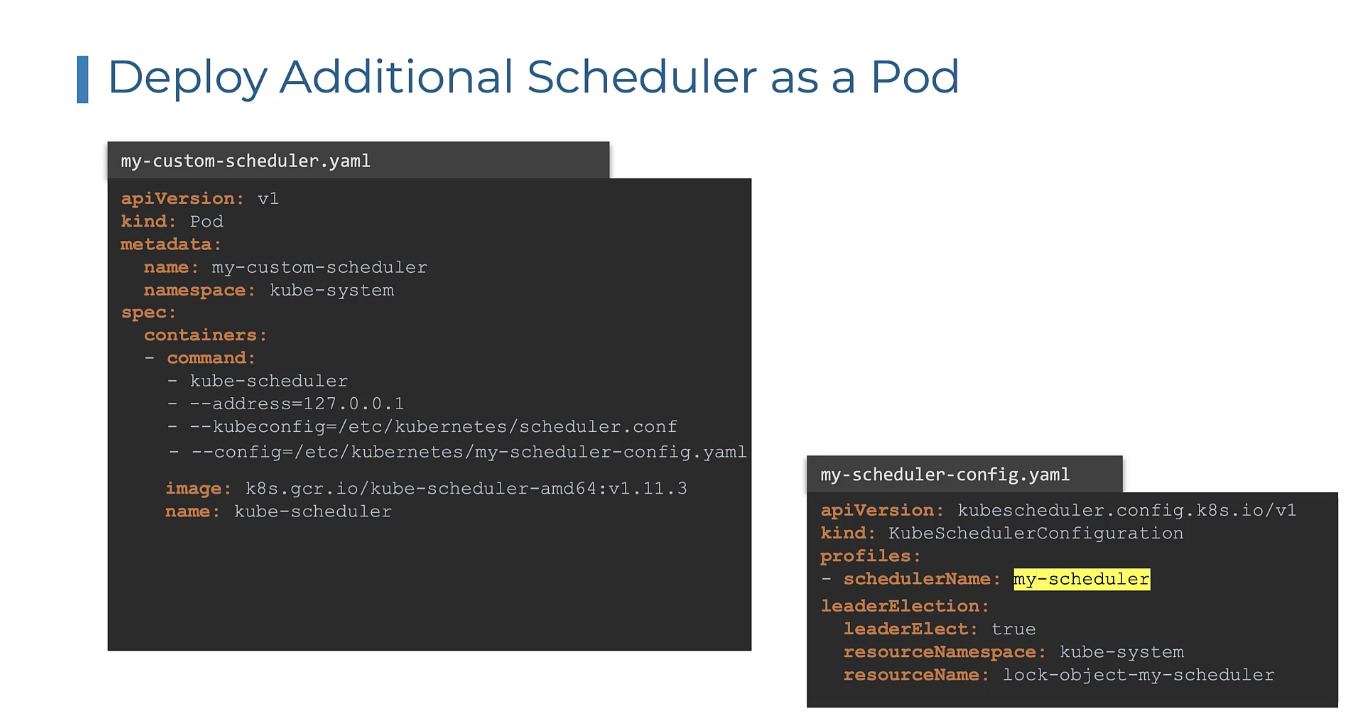 Deploy Additional Scheduler as a Pod
my-custom-scheduler.yaml
apiVersion: v1
kind: Pod
metadata:
  name: my-custom-scheduler
  namespace: kube-system
spec:
  containers:
  - command:
    - kube-scheduler
    - --address=127.0.0.1
    - --kubeconfig=/etc/kubernetes/scheduler.conf
    - --config=/etc/kubernetes/my-scheduler-config.yaml
    image: k8s.gcr.io/kube-scheduler-amd64:v1.11.3
    name: kube-scheduler
my-scheduler-config.yaml
apiVersion: kubescheduler.config.k8s.io/v1
kind: KubeSchedulerConfiguration
profiles:
- schedulerName: my-scheduler
leaderElection:
  leaderElect: true
  resourceNamespace: kube-system
  resourceName: lock-object-my-scheduler